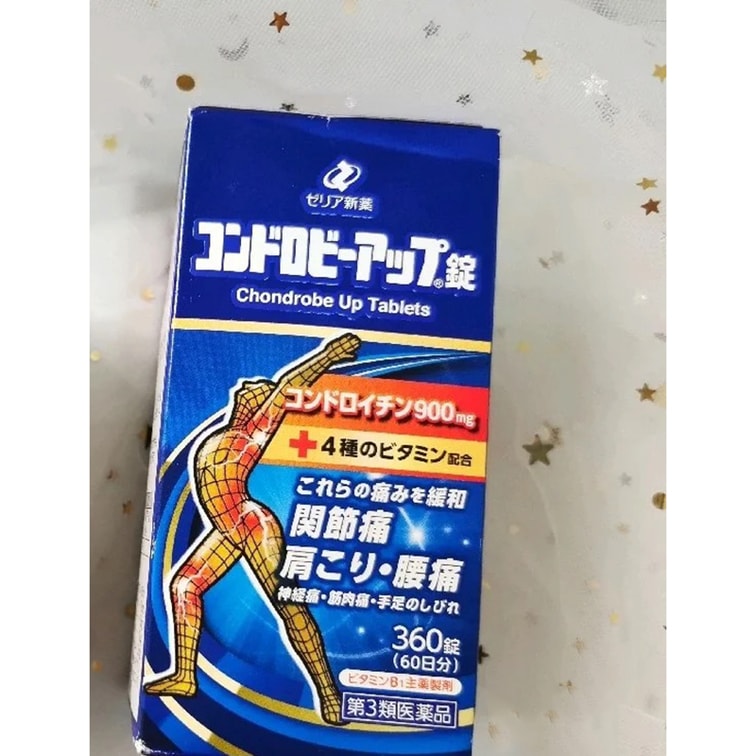 ゼリア新薬
コンドロビーアップ®錠
Chondrobe Up Tablets
コンドロイチン900mg
+4種のビタミン配合
これらの痛みを緩和
関節痛
肩こり・腰痛
神経痛・筋肉痛・手足のしびれ
360錠
(60日分)
ビタミンB1主薬製剤
第3類医薬品